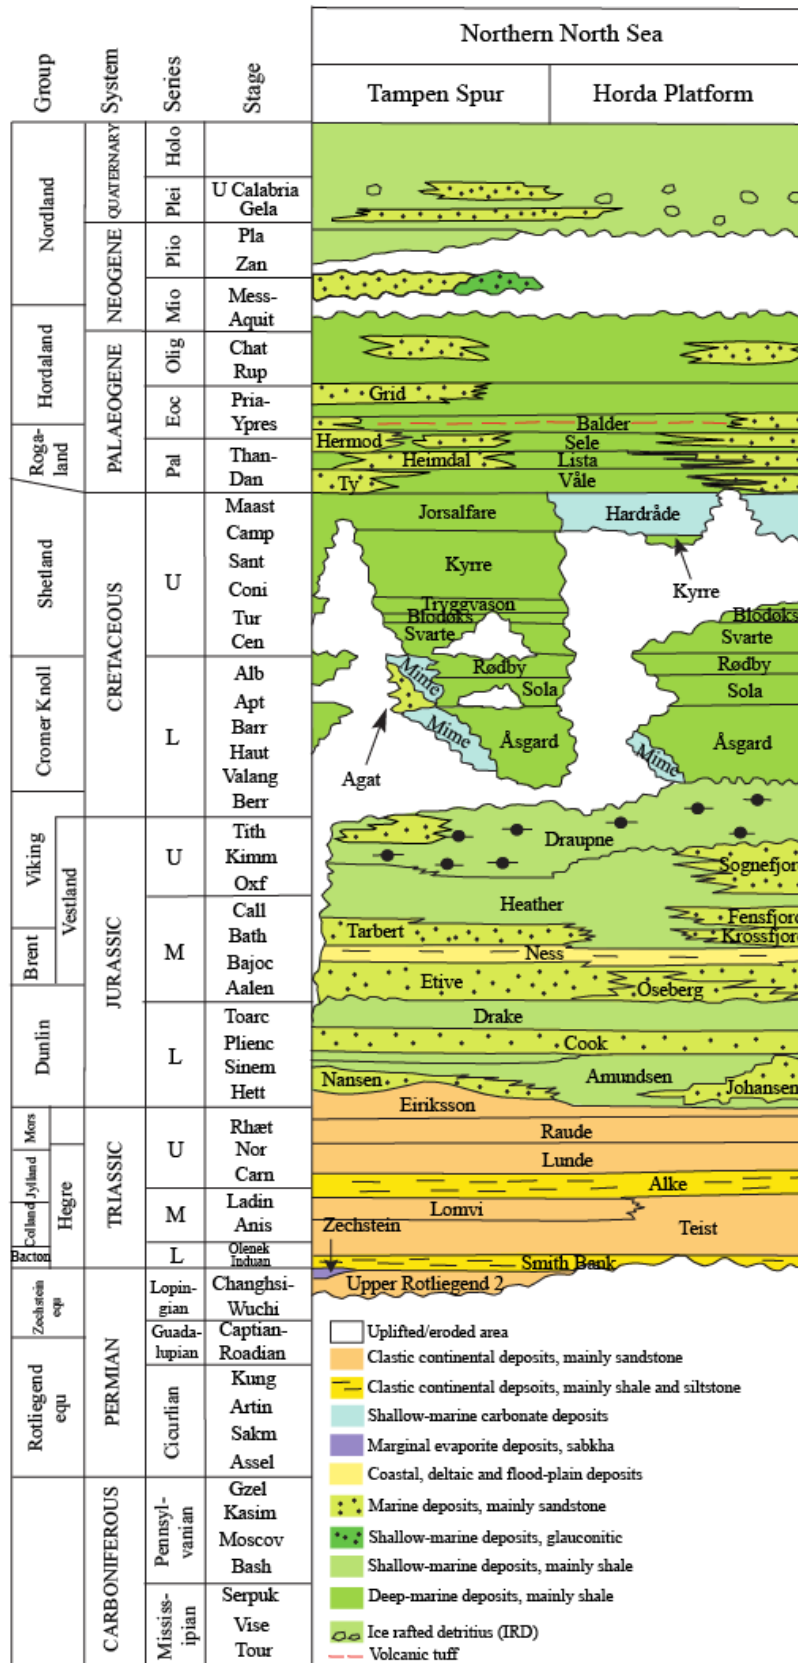 Northern North Sea
Group
System
Series
Stage
Tampen Spur
Horda Platform
Nordland
Hordaland
Roga-
land
Shetland
Cromer Knoll
Viking
Vestland
Brent
Dunlin
Mors
Jylland
Colland
Hegre
Bacton
Zechstein
equ
Rotliegend
equ
QUATERNARY
NEOGENE
PALAEOGENE
CRETACEOUS
JURASSIC
TRIASSIC
PERMIAN
CARBONIFEROUS
Holo
Plei
Plio
Mio
Olig
Eoc
Pal
U
L
U
M
L
U
M
L
Lopin-
gian
Guada-
lupian
Cicurlian
Pennsyl-
vanian
Mississ-
ipian
U Calabria
Gela
Pla
Zan
Mess-
Aquit
Chat
Rup
Pria-
Ypres
Than-
Dan
Maast
Camp
Sant
Coni
Tur
Cen
Alb
Apt
Barr
Haut
Valang
Berr
Tith
Kimm
Oxf
Call
Bath
Bajoc
Aalen
Toarc
Plienc
Sinem
Hett
Rhæt
Nor
Carn
Ladin
Anis
Olenek
Induan
Changhsi-
Wuchi
Captian-
Roadian
Kung
Artin
Sakm
Assel
Gzel
Kasim
Moscov
Bash
Serpuk
Vise
Tour
Grid
Balder
Hermod
Sele
Heimdal
Lista
Ty
Våle
Jorsalfare
Hardråde
Kyrre
Kyrre
Tryggvason
Blodøks
Blodøks
Svarte
Svarte
Mime
Rødby
Rødby
Sola
Sola
Mime
Åsgard
Mime
Åsgard
Agat
Draupne
Sognefjord
Heather
Fensfjord
Tarbert
Krossfjord
Ness
Etive
Oseberg
Drake
Cook
Nansen
Amundsen
Johansen
Eiriksson
Raude
Lunde
Alke
Lomvi
Zechstein
Teist
Smith Bank
Upper Rotliegend 2
Uplifted/eroded area
Clastic continental deposits, mainly sandstone
Clastic continental deposits, mainly shale and siltstone
Shallow-marine carbonate deposits
Marginal evaporite deposits, sabkha
Coastal, deltaic and flood-plain deposits
Marine deposits, mainly sandstone
Shallow-marine deposits, glauconitic
Shallow-marine deposits, mainly shale
Deep-marine deposits, mainly shale
Ice rafted detritius (IRD)
Volcanic tuff